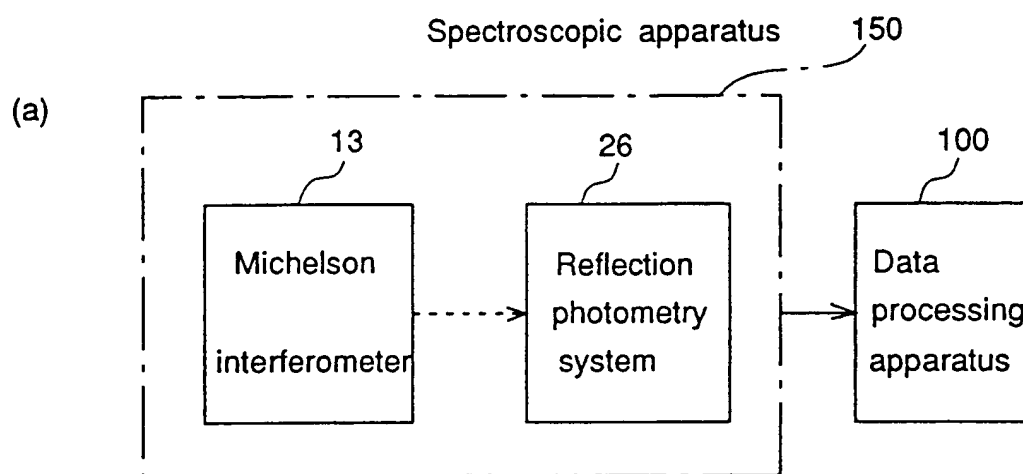 Spectroscopic apparatus 150
(a)
13
26
100
Michelson
interferometer
Reflection
photometry
system
Data
processing
apparatus